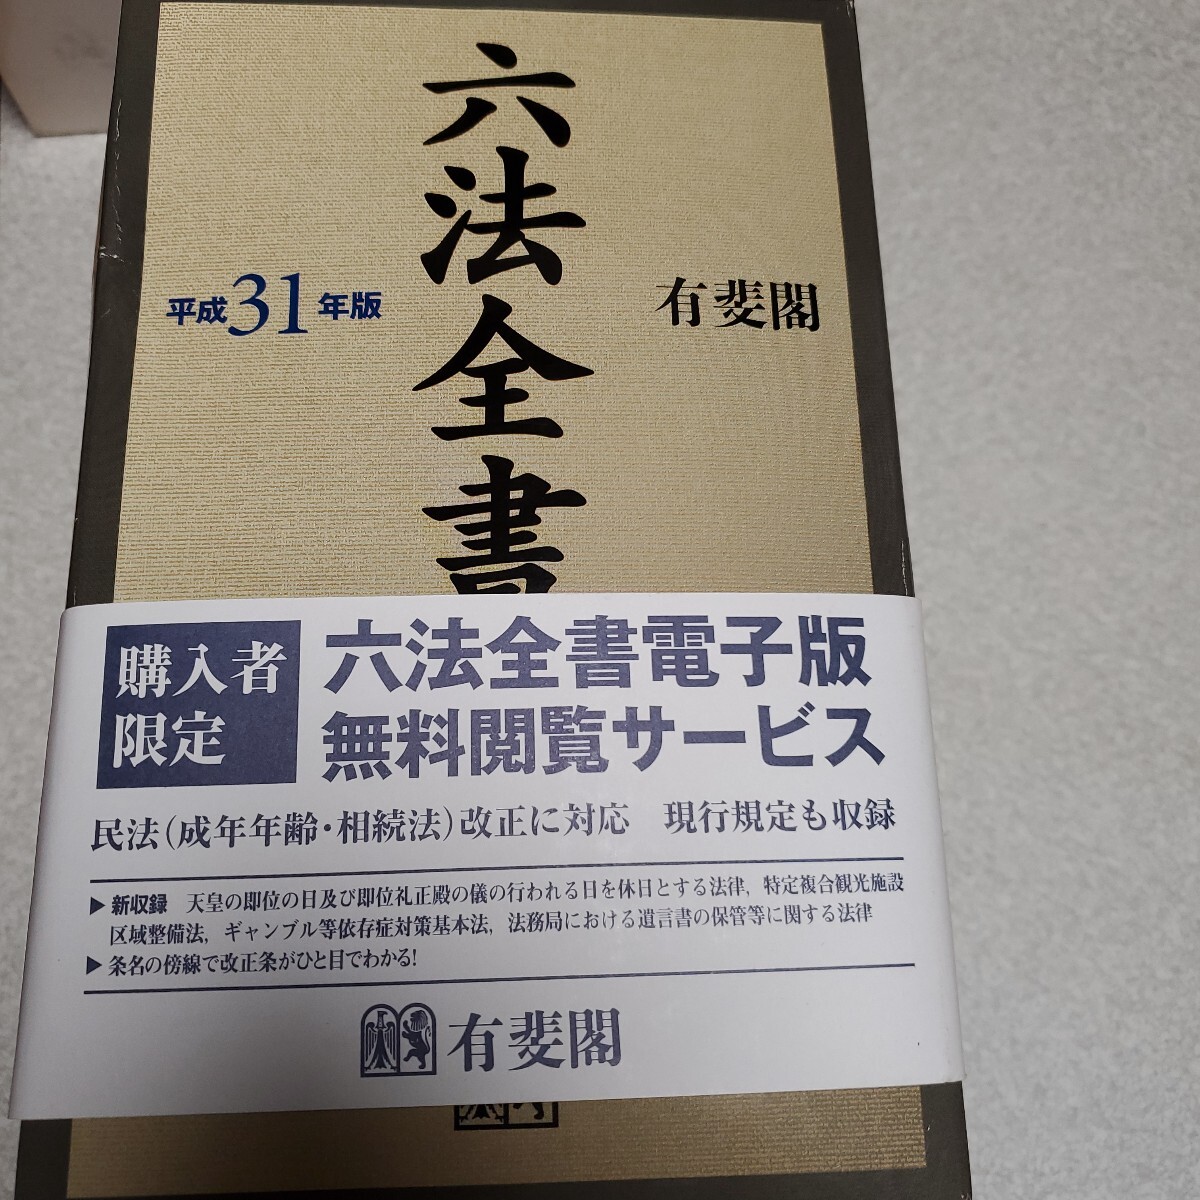 六法全書
平成31年版
有斐閣
購入者
限定
六法全書電子版
無料閲覧サービス
民法（成年年齢・相続法）改正に対応　現行規定も収録
▶新収録　天皇の即位の日及び即位礼正殿の儀の行われる日を休日とする法律，特定複合観光施設
区域整備法，ギャンブル等依存症対策基本法，法務局における遺言書の保管等に関する法律
▶条名の傍線で改正条がひと目でわかる!
有斐閣